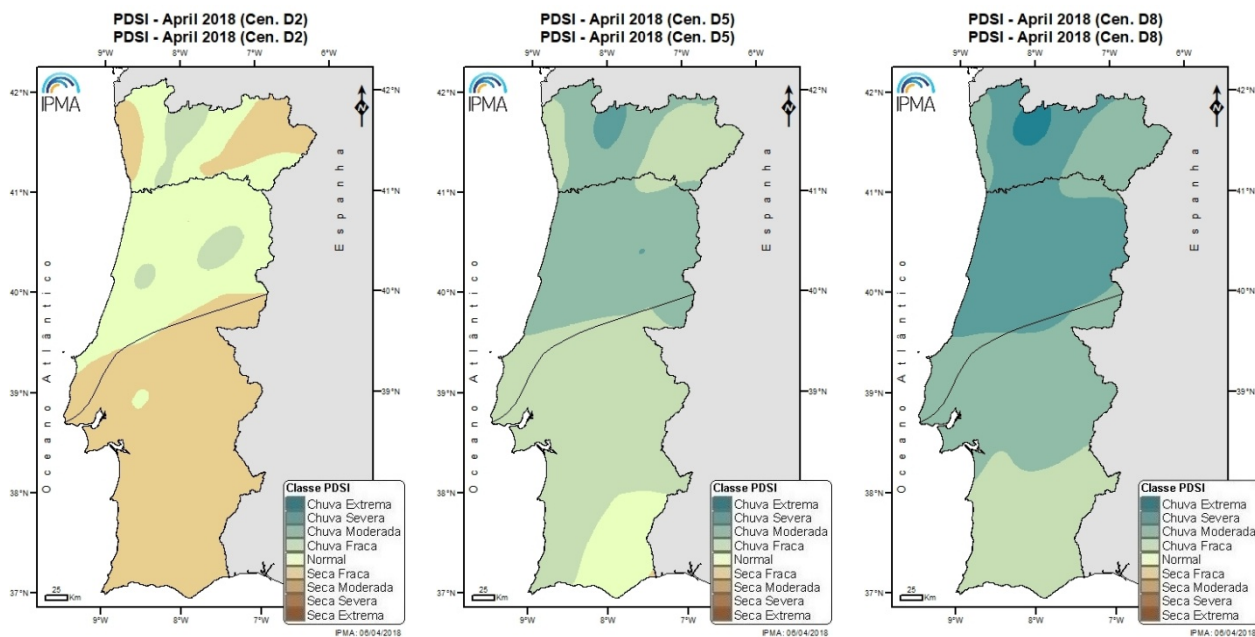 PDSI - April 2018 (Cen. D2)
PDSI - April 2018 (Cen. D2)
9°W 8°W 7°W 6°W
IPMA
N
42°N 42°N
41°N 41°N
40°N 40°N
39°N 39°N
38°N
37°N
Espanha
Oceano Atlântico
8°W 7°W
25
Km
Classe PDSI
Chuva Extrema
Chuva Severa
Chuva Moderada
Chuva Fraca
Normal
Seca Fraca
Seca Moderada
Seca Severa
Seca Extrema
IPMA: 06/04/2018
PDSI - April 2018 (Cen. D5)
PDSI - April 2018 (Cen. D5)
9°W 8°W 7°W 6°W
IPMA
N
42°N 42°N
41°N 41°N
40°N 40°N
39°N 39°N
38°N
37°N
Espanha
Oceano Atlântico
9°W 8°W 7°W
25
Km
Classe PDSI
Chuva Extrema
Chuva Severa
Chuva Moderada
Chuva Fraca
Normal
Seca Fraca
Seca Moderada
Seca Severa
Seca Extrema
IPMA: 06/04/2018
PDSI - April 2018 (Cen. D8)
PDSI - April 2018 (Cen. D8)
9°W 8°W 7°W 6°W
IPMA
N
42°N 42°N
41°N 41°N
40°N 40°N
39°N 39°N
38°N
37°N
Espanha
Oceano Atlântico
9°W 8°W 7°W
25
Km
Classe PDSI
Chuva Extrema
Chuva Severa
Chuva Moderada
Chuva Fraca
Normal
Seca Fraca
Seca Moderada
Seca Severa
Seca Extrema
IPMA: 06/04/2018